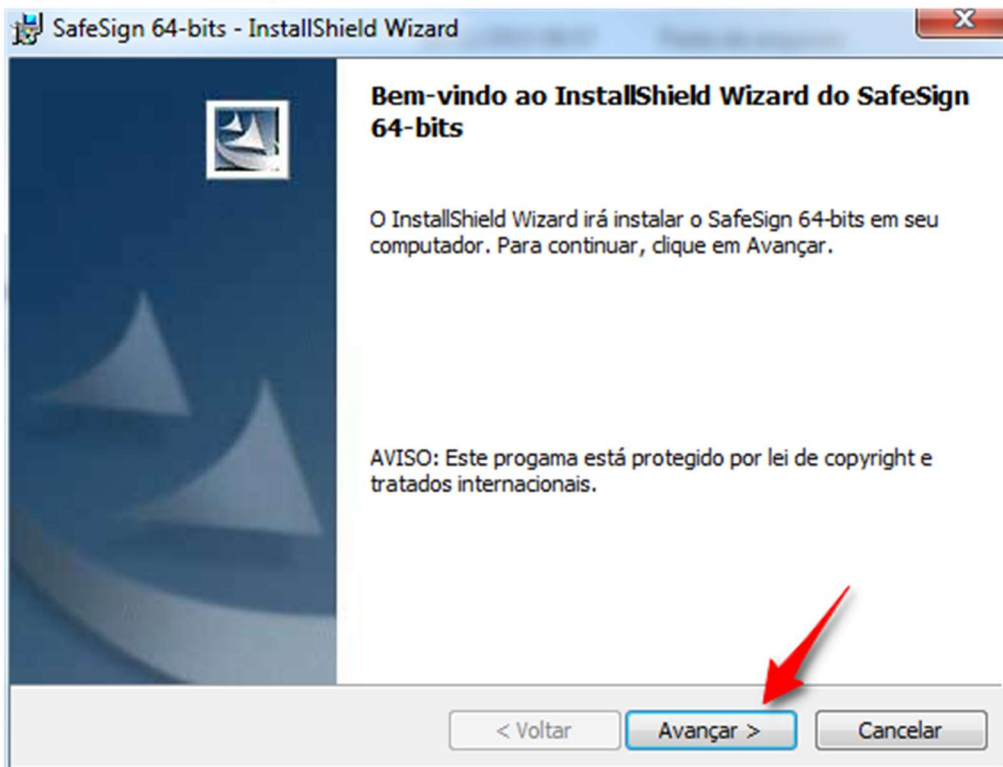 SafeSign 64-bits - InstallShield Wizard
X
Bem-vindo ao InstallShield Wizard do SafeSign
64-bits
O InstallShield Wizard irá instalar o SafeSign 64-bits em seu
computador. Para continuar, clique em Avançar.
AVISO: Este progama está protegido por lei de copyright e
tratados internacionais.
< Voltar
Avançar >
Cancelar